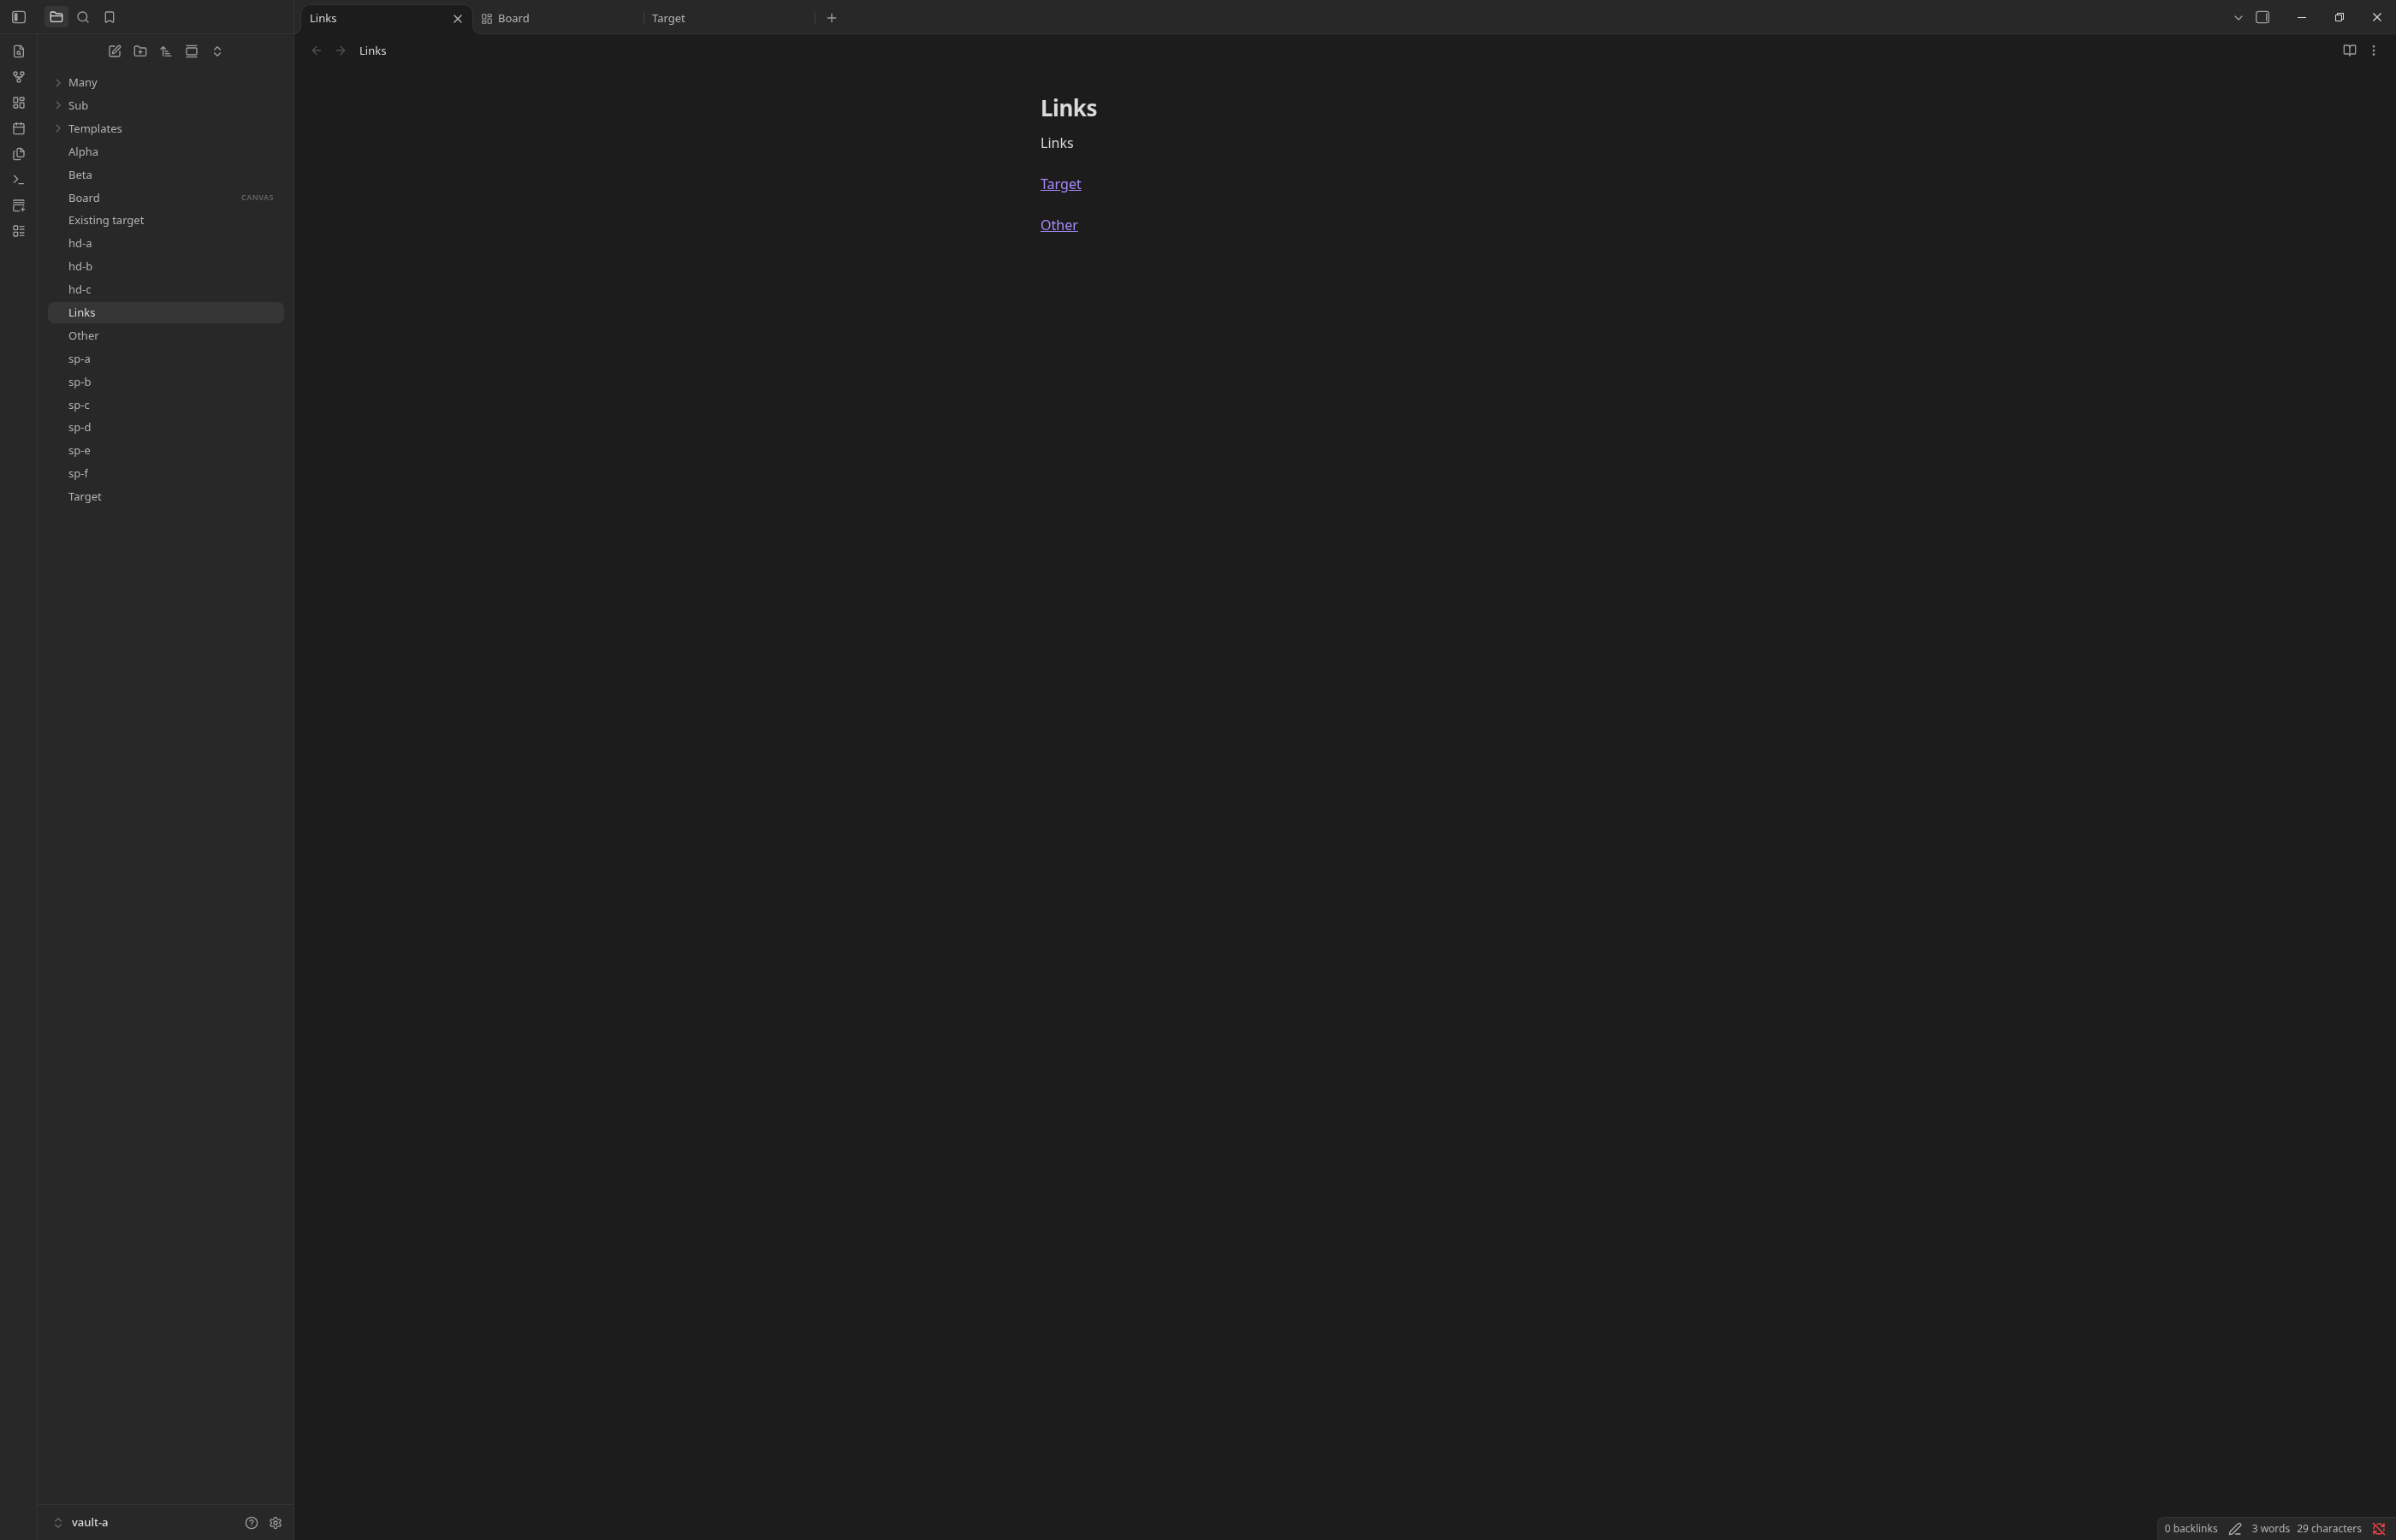 Links
Board
Target
Links
Many
Sub
Templates
Alpha
Beta
Board CANVAS
Existing target
hd-a
hd-b
hd-c
Links
Other
sp-a
sp-b
sp-c
sp-d
sp-e
sp-f
Target
Links
Links
Target
Other
vault-a
0 backlinks 3 words 29 characters